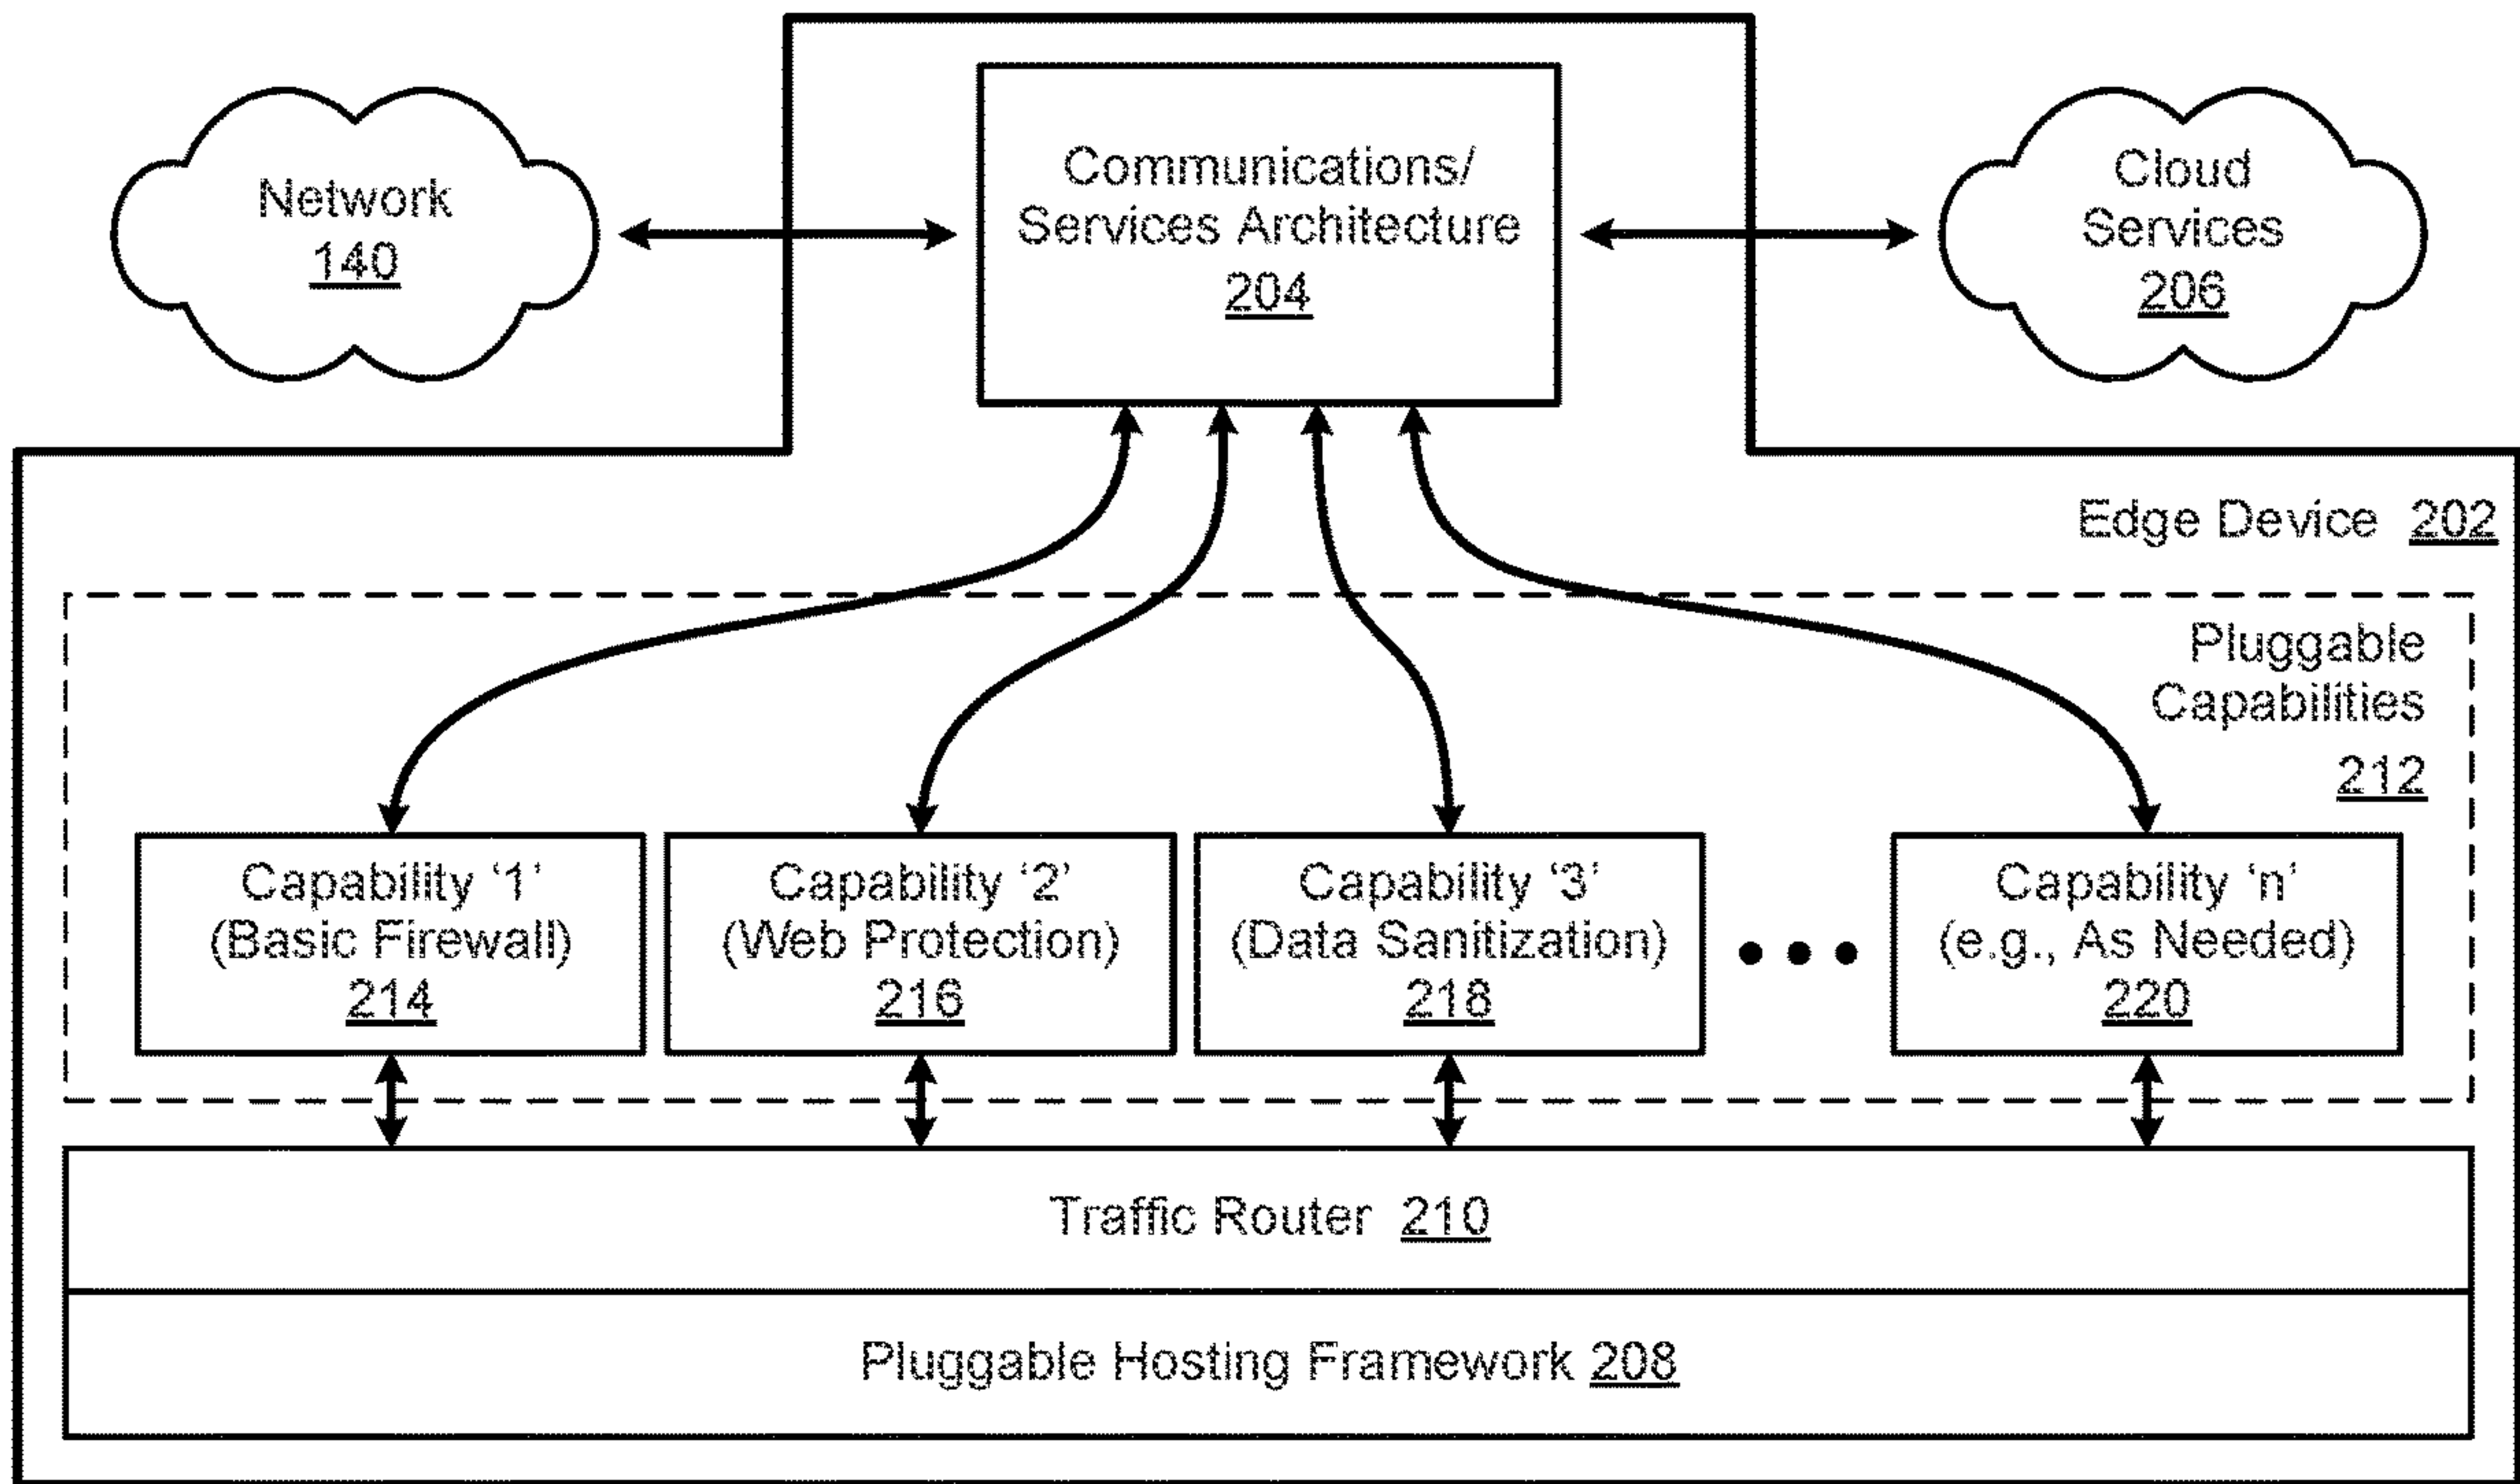 Network
140
Communications/
Services Architecture
204
Cloud
Services
206
Edge Device 202
Pluggable
Capabilities
212
Capability ‘1’
(Basic Firewall)
214
Capability ‘2’
(Web Protection)
216
Capability ‘3’
(Data Sanitization)
218
Capability ‘n’
(e.g., As Needed)
220
Traffic Router 210
Pluggable Hosting Framework 208